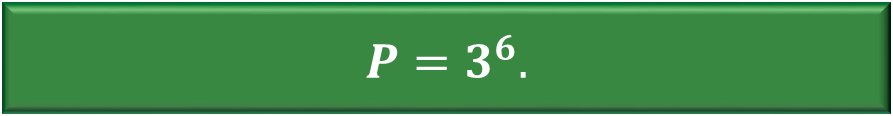 P = 3⁶.